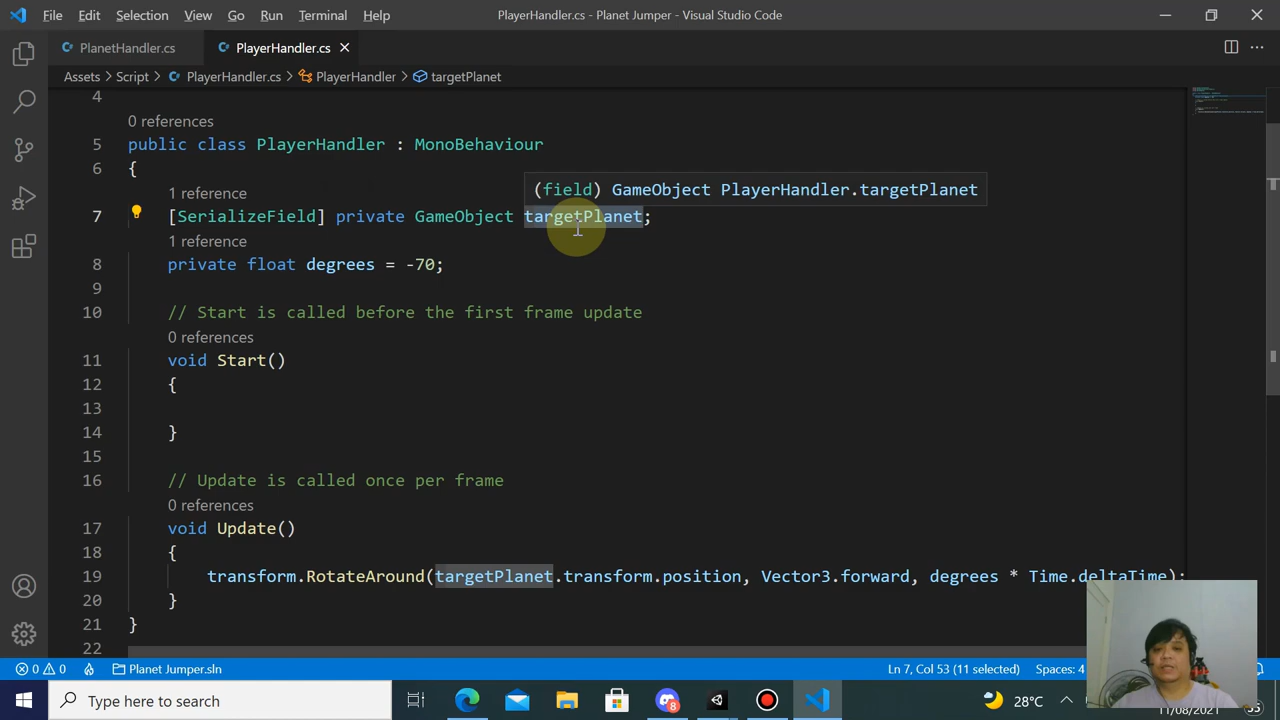 File Edit Selection View Go Run Terminal Help PlayerHandler.cs - Planet Jumper - Visual Studio Code
PlanetHandler.cs PlayerHandler.cs
Assets > Script > PlayerHandler.cs > PlayerHandler > targetPlanet
4
0 references
5 public class PlayerHandler : MonoBehaviour
6 {
1 reference
(field) GameObject PlayerHandler.targetPlanet
7 [SerializeField] private GameObject targetPlanet;
1 reference
8 private float degrees = -70;
9
10 // Start is called before the first frame update
0 references
11 void Start()
12 {
13
14 }
15
16 // Update is called once per frame
0 references
17 void Update()
18 {
19 transform.RotateAround(targetPlanet.transform.position, Vector3.forward, degrees * Time.deltaTime);
20 }
21 }
22
0 0 Planet Jumper.sln Ln 7, Col 53 (11 selected) Spaces: 4
Type here to search 8 28°C
11/08/2021